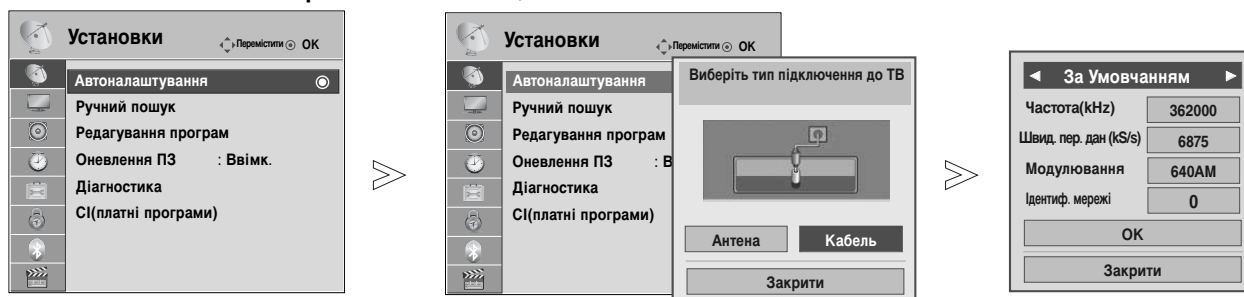 Установки
Перемістити OK
Автоналаштування
Ручний пошук
Редагування програм
Оневлення ПЗ : Ввімк.
Діагностика
CI(платні програми)
Установки
Перемістити OK
Автоналаштування
Ручний пошук
Редагування програм
Оневлення ПЗ : В
Діагностика
CI(платні програми)
Виберіть тип підключення до ТВ
Антена Кабель
Закрити
За Умовчанням
Частота(kHz) 362000
Швид. пер. дан (kS/s) 6875
Модулювання 640AM
Ідентиф. мережі 0
OK
Закрити